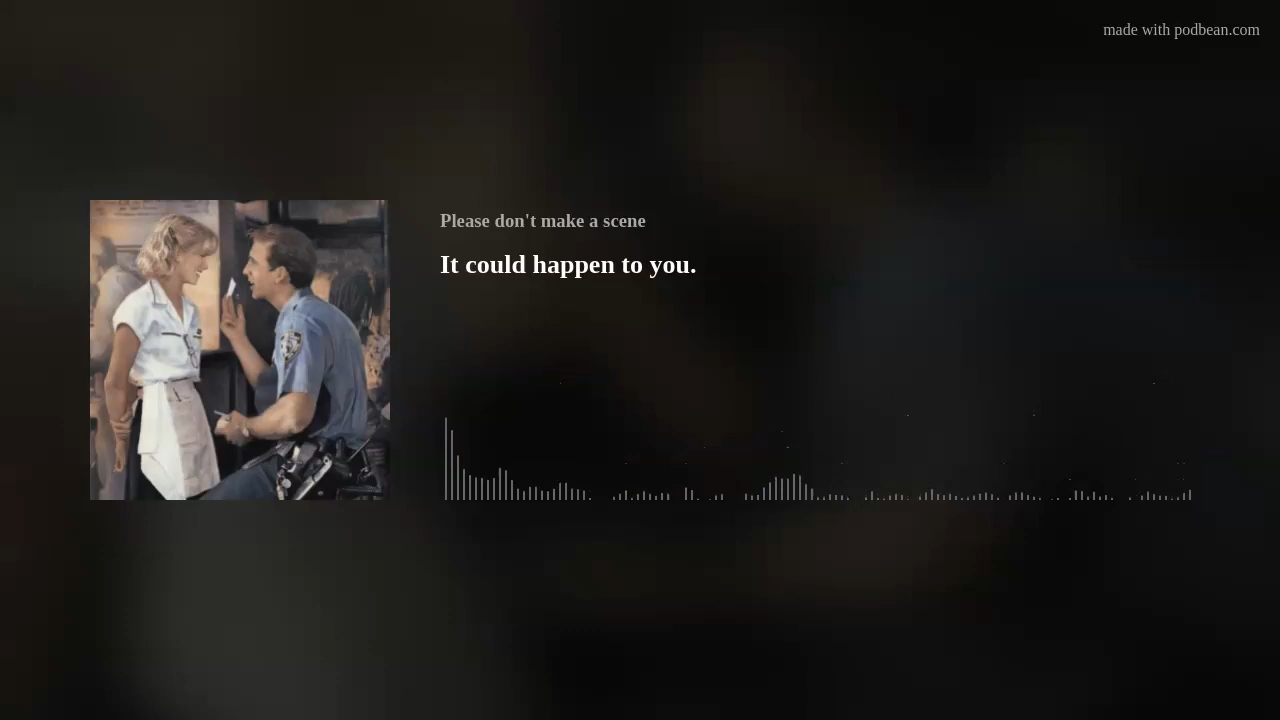 made with podbean.com
Please don't make a scene
It could happen to you.